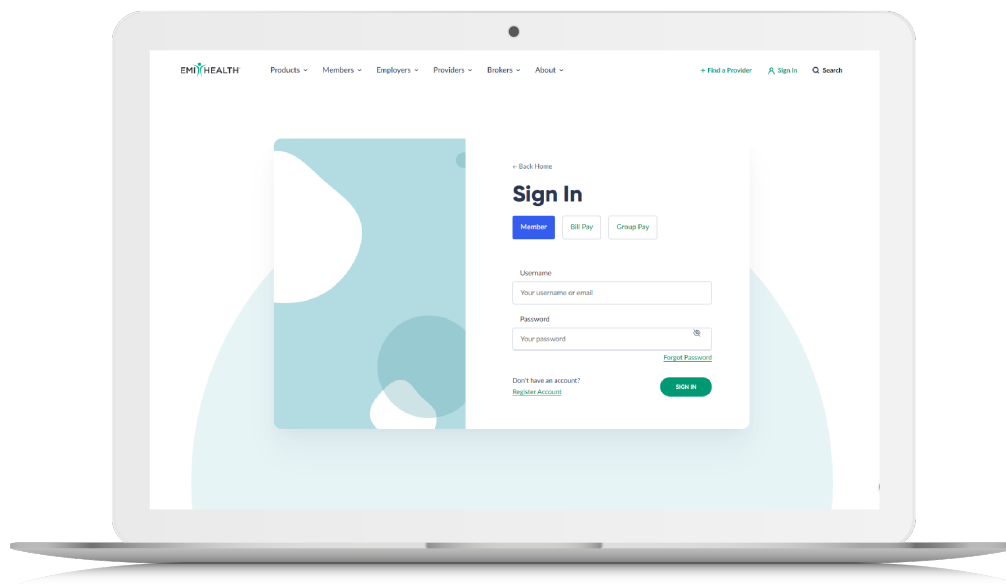 EMI HEALTH
Products Members Employers Providers Brokers About + Find a Provider Sign In Search
← Back Home
Sign In
Member Bill Pay Group Pay
Username
Your username or email
Password
Your password
Forgot Password
Don't have an account?
Register Account
SIGN IN